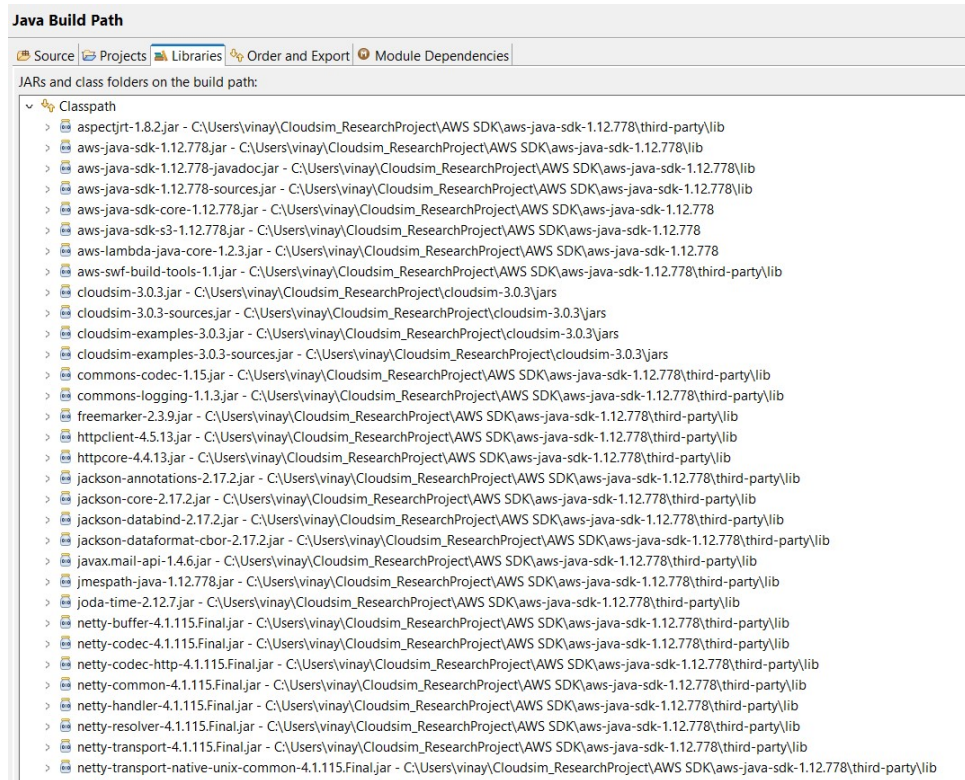 Java Build Path
Source Projects Libraries Order and Export Module Dependencies
JARs and class folders on the build path:
Classpath
aspectjrt-1.8.2.jar - C:\Users\vinay\Cloudsim_ResearchProject\AWS SDK\aws-java-sdk-1.12.778\third-party\lib
aws-java-sdk-1.12.778.jar - C:\Users\vinay\Cloudsim_ResearchProject\AWS SDK\aws-java-sdk-1.12.778\lib
aws-java-sdk-1.12.778-javadoc.jar - C:\Users\vinay\Cloudsim_ResearchProject\AWS SDK\aws-java-sdk-1.12.778\lib
aws-java-sdk-1.12.778-sources.jar - C:\Users\vinay\Cloudsim_ResearchProject\AWS SDK\aws-java-sdk-1.12.778\lib
aws-java-sdk-core-1.12.778.jar - C:\Users\vinay\Cloudsim_ResearchProject\AWS SDK\aws-java-sdk-1.12.778
aws-java-sdk-s3-1.12.778.jar - C:\Users\vinay\Cloudsim_ResearchProject\AWS SDK\aws-java-sdk-1.12.778
aws-lambda-java-core-1.2.3.jar - C:\Users\vinay\Cloudsim_ResearchProject\AWS SDK\aws-java-sdk-1.12.778
aws-swf-build-tools-1.1.jar - C:\Users\vinay\Cloudsim_ResearchProject\AWS SDK\aws-java-sdk-1.12.778\third-party\lib
cloudsim-3.0.3.jar - C:\Users\vinay\Cloudsim_ResearchProject\cloudsim-3.0.3\jars
cloudsim-3.0.3-sources.jar - C:\Users\vinay\Cloudsim_ResearchProject\cloudsim-3.0.3\jars
cloudsim-examples-3.0.3.jar - C:\Users\vinay\Cloudsim_ResearchProject\cloudsim-3.0.3\jars
cloudsim-examples-3.0.3-sources.jar - C:\Users\vinay\Cloudsim_ResearchProject\cloudsim-3.0.3\jars
commons-codec-1.15.jar - C:\Users\vinay\Cloudsim_ResearchProject\AWS SDK\aws-java-sdk-1.12.778\third-party\lib
commons-logging-1.1.3.jar - C:\Users\vinay\Cloudsim_ResearchProject\AWS SDK\aws-java-sdk-1.12.778\third-party\lib
freemarker-2.3.9.jar - C:\Users\vinay\Cloudsim_ResearchProject\AWS SDK\aws-java-sdk-1.12.778\third-party\lib
httpclient-4.5.13.jar - C:\Users\vinay\Cloudsim_ResearchProject\AWS SDK\aws-java-sdk-1.12.778\third-party\lib
httpcore-4.4.13.jar - C:\Users\vinay\Cloudsim_ResearchProject\AWS SDK\aws-java-sdk-1.12.778\third-party\lib
jackson-annotations-2.17.2.jar - C:\Users\vinay\Cloudsim_ResearchProject\AWS SDK\aws-java-sdk-1.12.778\third-party\lib
jackson-core-2.17.2.jar - C:\Users\vinay\Cloudsim_ResearchProject\AWS SDK\aws-java-sdk-1.12.778\third-party\lib
jackson-databind-2.17.2.jar - C:\Users\vinay\Cloudsim_ResearchProject\AWS SDK\aws-java-sdk-1.12.778\third-party\lib
jackson-dataformat-cbor-2.17.2.jar - C:\Users\vinay\Cloudsim_ResearchProject\AWS SDK\aws-java-sdk-1.12.778\third-party\lib
javax.mail-api-1.4.6.jar - C:\Users\vinay\Cloudsim_ResearchProject\AWS SDK\aws-java-sdk-1.12.778\third-party\lib
jmespath-java-1.12.778.jar - C:\Users\vinay\Cloudsim_ResearchProject\AWS SDK\aws-java-sdk-1.12.778\third-party\lib
joda-time-2.12.7.jar - C:\Users\vinay\Cloudsim_ResearchProject\AWS SDK\aws-java-sdk-1.12.778\third-party\lib
netty-buffer-4.1.115.Final.jar - C:\Users\vinay\Cloudsim_ResearchProject\AWS SDK\aws-java-sdk-1.12.778\third-party\lib
netty-codec-4.1.115.Final.jar - C:\Users\vinay\Cloudsim_ResearchProject\AWS SDK\aws-java-sdk-1.12.778\third-party\lib
netty-codec-http-4.1.115.Final.jar - C:\Users\vinay\Cloudsim_ResearchProject\AWS SDK\aws-java-sdk-1.12.778\third-party\lib
netty-common-4.1.115.Final.jar - C:\Users\vinay\Cloudsim_ResearchProject\AWS SDK\aws-java-sdk-1.12.778\third-party\lib
netty-handler-4.1.115.Final.jar - C:\Users\vinay\Cloudsim_ResearchProject\AWS SDK\aws-java-sdk-1.12.778\third-party\lib
netty-resolver-4.1.115.Final.jar - C:\Users\vinay\Cloudsim_ResearchProject\AWS SDK\aws-java-sdk-1.12.778\third-party\lib
netty-transport-4.1.115.Final.jar - C:\Users\vinay\Cloudsim_ResearchProject\AWS SDK\aws-java-sdk-1.12.778\third-party\lib
netty-transport-native-unix-common-4.1.115.Final.jar - C:\Users\vinay\Cloudsim_ResearchProject\AWS SDK\aws-java-sdk-1.12.778\third-party\lib